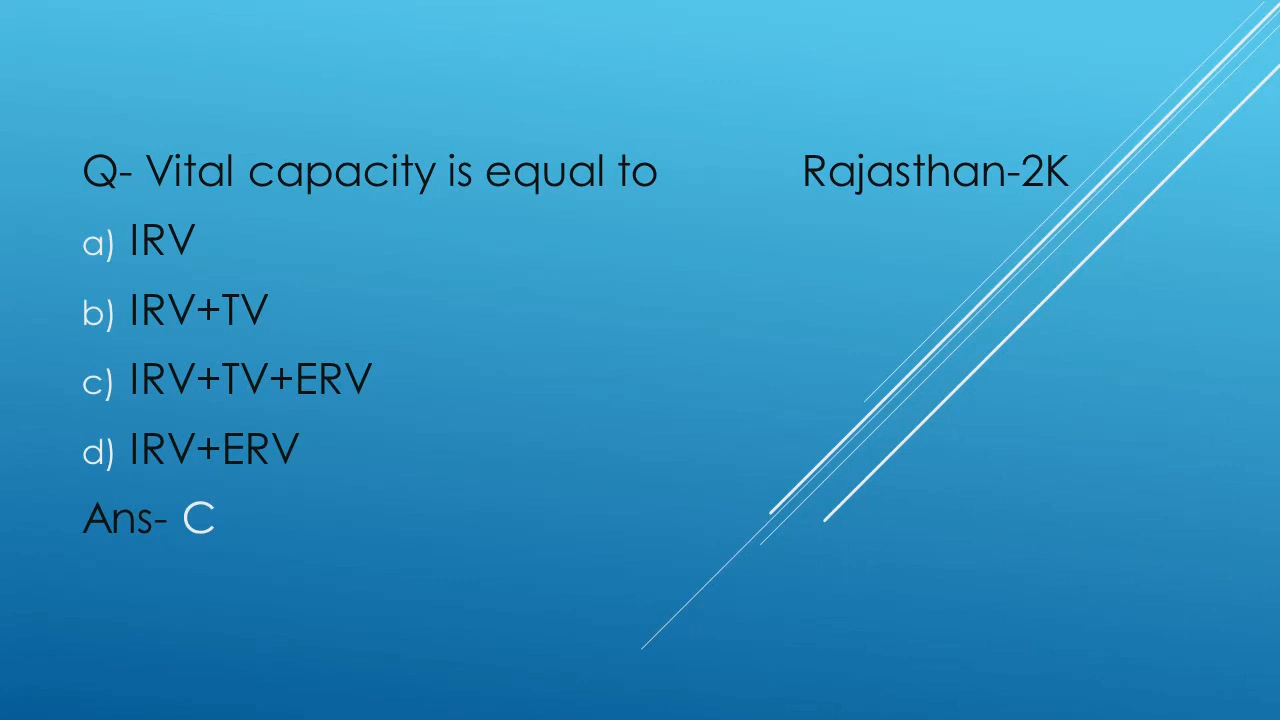 Q- Vital capacity is equal to Rajasthan-2K
a) IRV
b) IRV+TV
c) IRV+TV+ERV
d) IRV+ERV
Ans- C